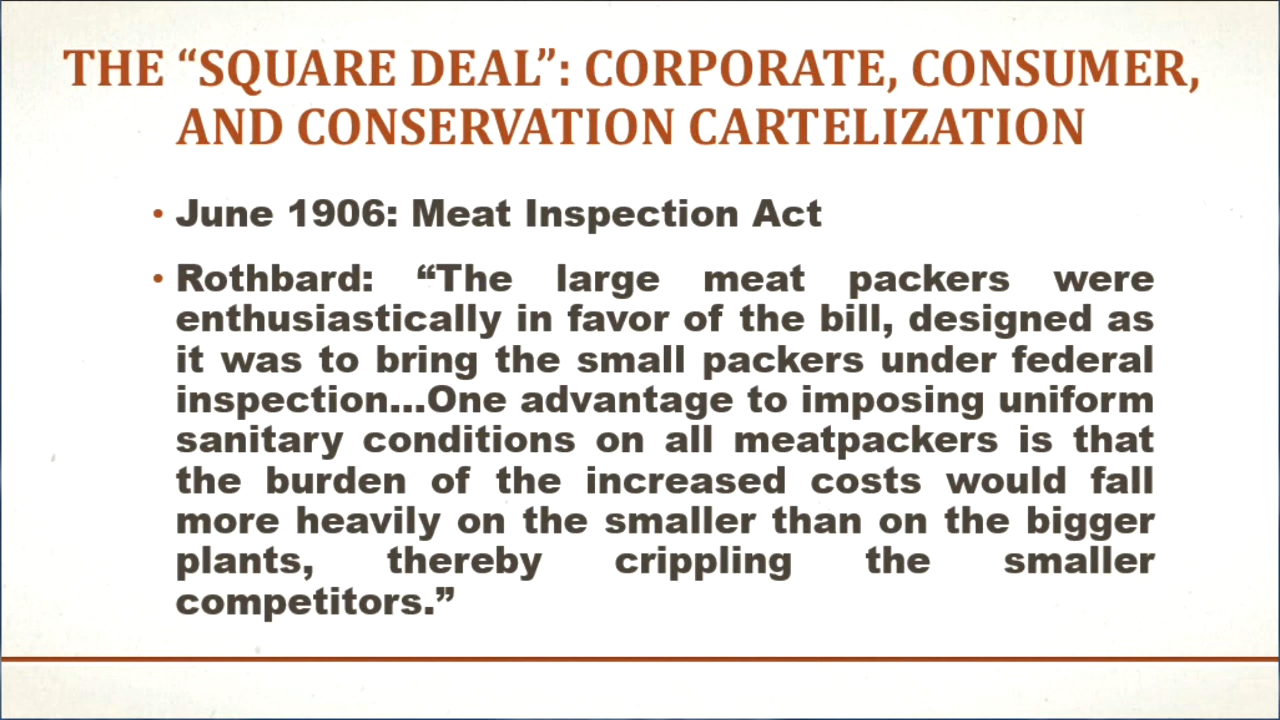 THE “SQUARE DEAL”: CORPORATE, CONSUMER,
AND CONSERVATION CARTELIZATION
• June 1906: Meat Inspection Act
• Rothbard: “The large meat packers were
enthusiastically in favor of the bill, designed as
it was to bring the small packers under federal
inspection…One advantage to imposing uniform
sanitary conditions on all meatpackers is that
the burden of the increased costs would fall
more heavily on the smaller than on the bigger
plants, thereby crippling the smaller
competitors.”